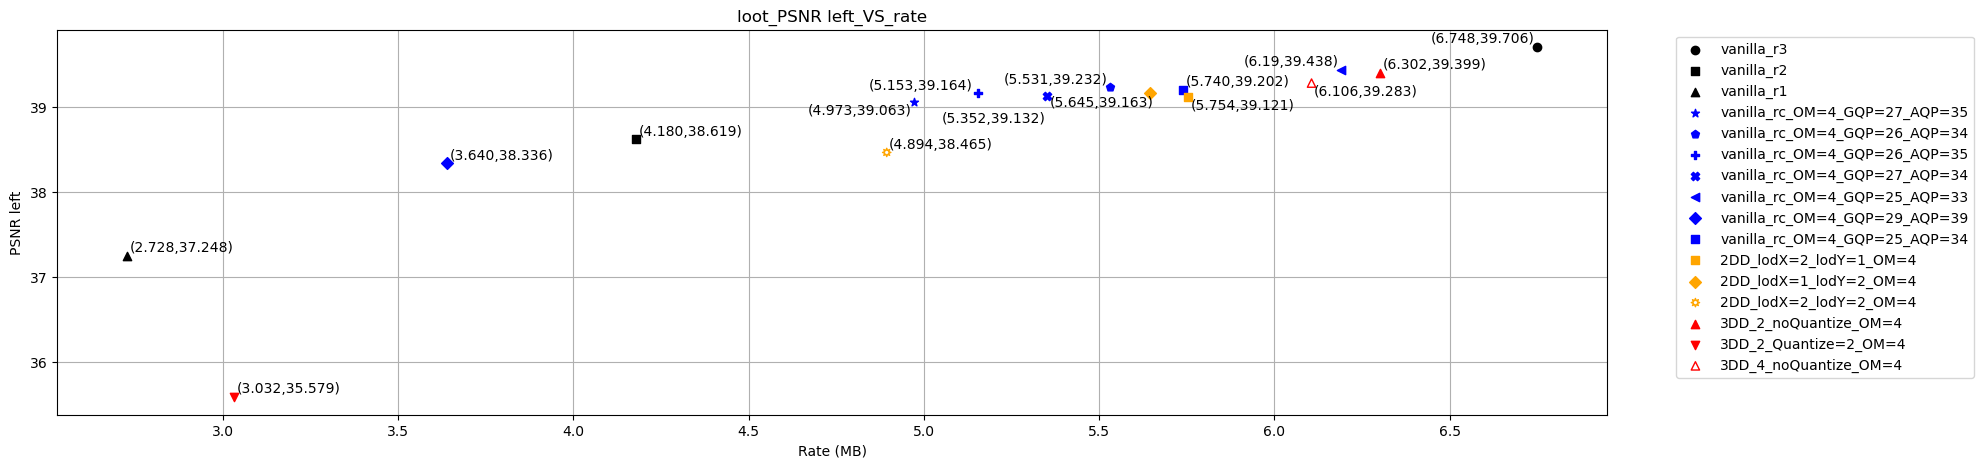 loot_PSNR left_VS_rate
(6.748,39.706)
(6.19,39.438)
(6.302,39.399)
(5.153,39.164)
(5.531,39.232)
(5.740,39.202)
(6.106,39.283)
(4.973,39.063)
(5.645,39.163)
(5.754,39.121)
(5.352,39.132)
(4.180,38.619)
(4.894,38.465)
(3.640,38.336)
(2.728,37.248)
(3.032,35.579)
39
38
37
36
PSNR left
3.0
3.5
4.0
4.5
5.0
5.5
6.0
6.5
Rate (MB)
vanilla_r3
vanilla_r2
vanilla_r1
vanilla_rc_OM=4_GQP=27_AQP=35
vanilla_rc_OM=4_GQP=26_AQP=34
vanilla_rc_OM=4_GQP=26_AQP=35
vanilla_rc_OM=4_GQP=27_AQP=34
vanilla_rc_OM=4_GQP=25_AQP=33
vanilla_rc_OM=4_GQP=29_AQP=39
vanilla_rc_OM=4_GQP=25_AQP=34
2DD_lodX=2_lodY=1_OM=4
2DD_lodX=1_lodY=2_OM=4
2DD_lodX=2_lodY=2_OM=4
3DD_2_noQuantize_OM=4
3DD_2_Quantize=2_OM=4
3DD_4_noQuantize_OM=4